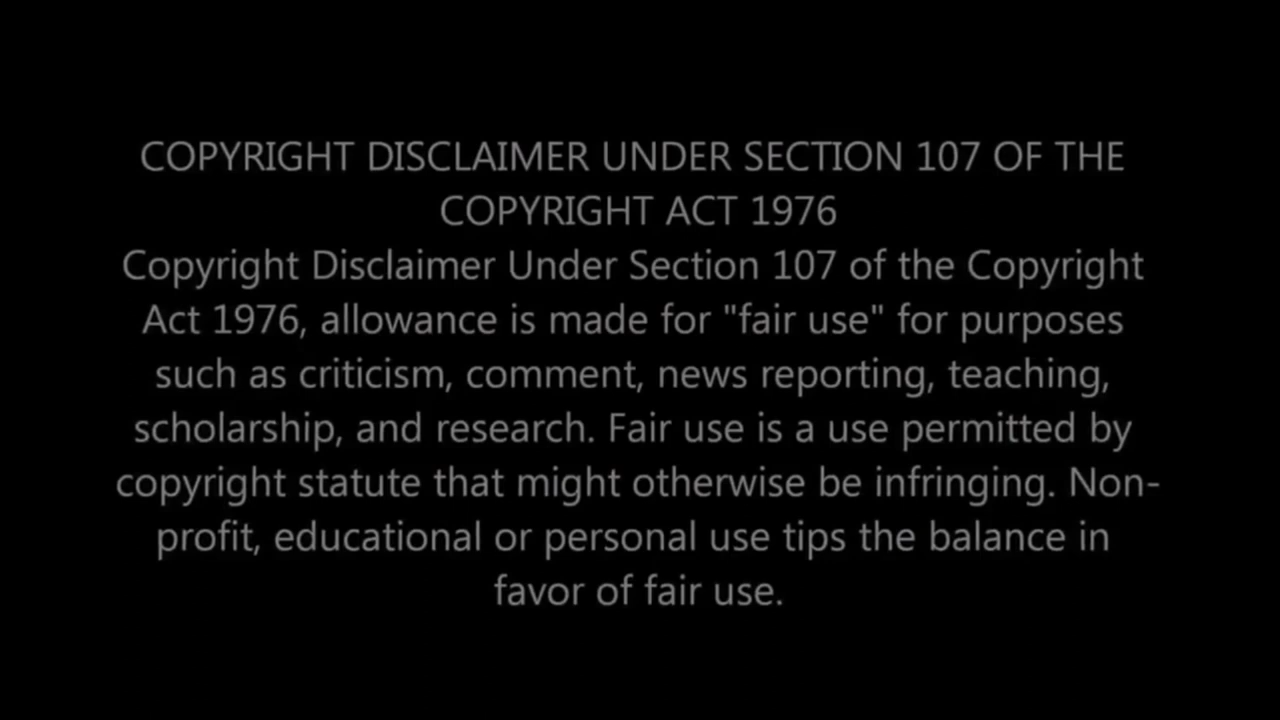 COPYRIGHT DISCLAIMER UNDER SECTION 107 OF THE
COPYRIGHT ACT 1976
Copyright Disclaimer Under Section 107 of the Copyright
Act 1976, allowance is made for "fair use" for purposes
such as criticism, comment, news reporting, teaching,
scholarship, and research. Fair use is a use permitted by
copyright statute that might otherwise be infringing. Non-
profit, educational or personal use tips the balance in
favor of fair use.